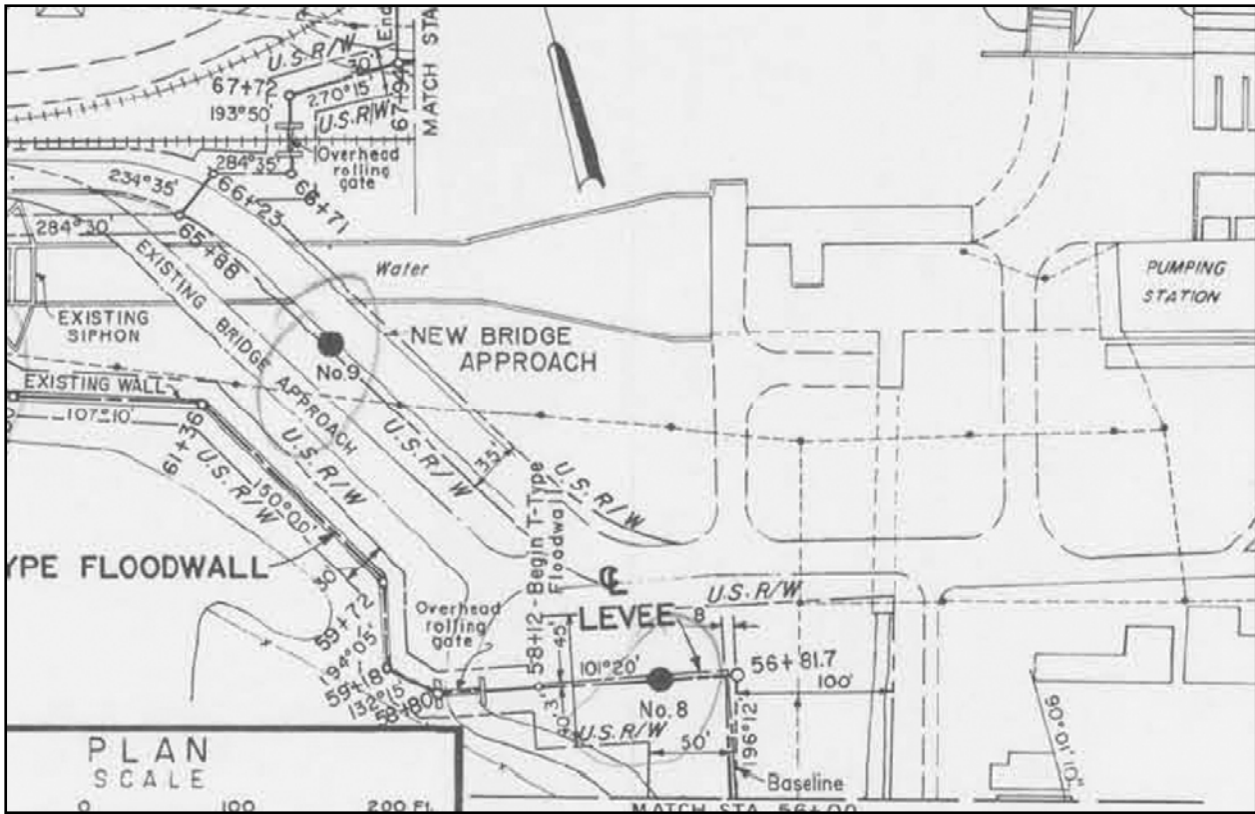 U.S. R/W
30'
End
MATCH STA
67+94
67+72
270°15'
193°50'
U.S. R/W
Overhead
rolling
gate
284°35'
66+71
66+23
234°35'
65+88
284°30'
EXISTING
SIPHON
EXISTING BRIDGE APPROACH
Water
No.9
NEW BRIDGE
APPROACH
PUMPING
STATION
EXISTING WALL
107°10'
61+36
U.S. R/W
150°00'
U.S. R/W
U.S. R/W
35'
U.S. R/W
YPE FLOODWALL
30'
59+72
194°05'
59+18
132°15'
58+80
Overhead
rolling
gate
58+12 - Begin T-Type
Floodwall
℄
LEVEE
U.S. R/W
8'
45'
101°20'
56+81.7
100'
40.3'
No.8
U.S. R/W
50'
196°12'
Baseline
90°01'10"
MATCH STA. 56+00
PLAN
SCALE
0 100 200 Ft.